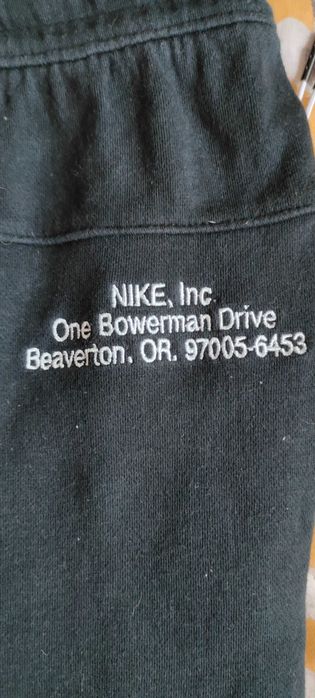 NIKE, Inc.
One Bowerman Drive
Beaverton, OR. 97005-6453